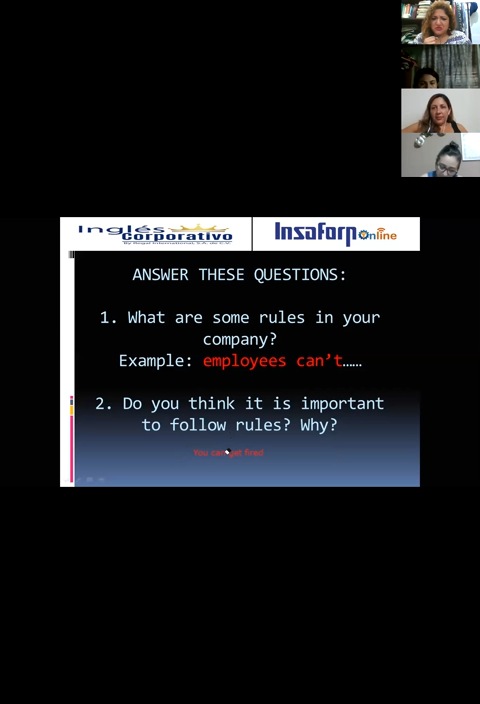 Inglés
Corporativo
Insaforp Online
ANSWER THESE QUESTIONS:
1. What are some rules in your
company?
Example: employees can't……
2. Do you think it is important
to follow rules? Why?
You can get fired